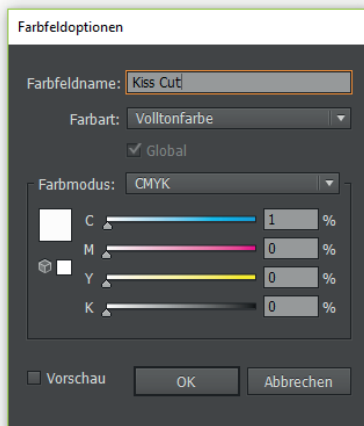 Farbfeldoptionen
Farbfeldname: Kiss Cut
Farbart: Volltonfarbe
Global
Farbmodus: CMYK
C 1 %
M 0 %
Y 0 %
K 0 %
Vorschau OK Abbrechen